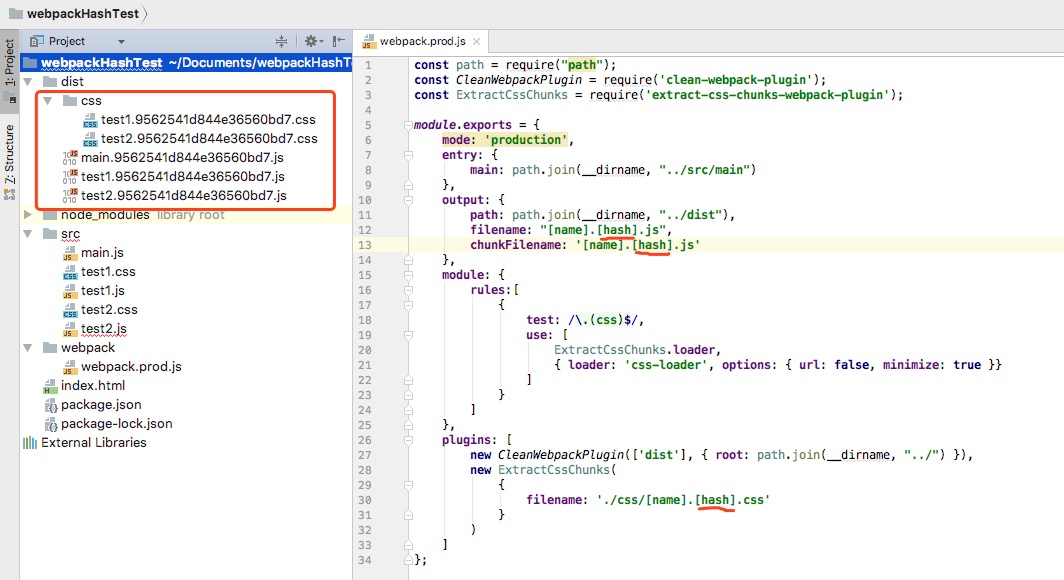 webpackHashTest
1: Project
Project
webpackHashTest ~/Documents/webpackHashT
dist
css
test1.9562541d844e36560bd7.css
test2.9562541d844e36560bd7.css
main.9562541d844e36560bd7.js
test1.9562541d844e36560bd7.js
test2.9562541d844e36560bd7.js
node_modules library root
src
main.js
test1.css
test1.js
test2.css
test2.js
webpack
webpack.prod.js
index.html
package.json
package-lock.json
External Libraries
7: Structure
webpack.prod.js
1 const path = require("path");
2 const CleanWebpackPlugin = require('clean-webpack-plugin');
3 const ExtractCssChunks = require('extract-css-chunks-webpack-plugin');
4
5 module.exports = {
6 mode: 'production',
7 entry: {
8 main: path.join(__dirname, "../src/main")
9 },
10 output: {
11 path: path.join(__dirname, "../dist"),
12 filename: "[name].[hash].js",
13 chunkFilename: '[name].[hash].js'
14 },
15 module: {
16 rules:[
17 {
18 test: /\.(css)$/,
19 use: [
20 ExtractCssChunks.loader,
21 { loader: 'css-loader', options: { url: false, minimize: true }}
22 ]
23 }
24 ]
25 },
26 plugins: [
27 new CleanWebpackPlugin(['dist'], { root: path.join(__dirname, "../") }),
28 new ExtractCssChunks(
29 {
30 filename: './css/[name].[hash].css'
31 }
32 )
33 ]
34 };